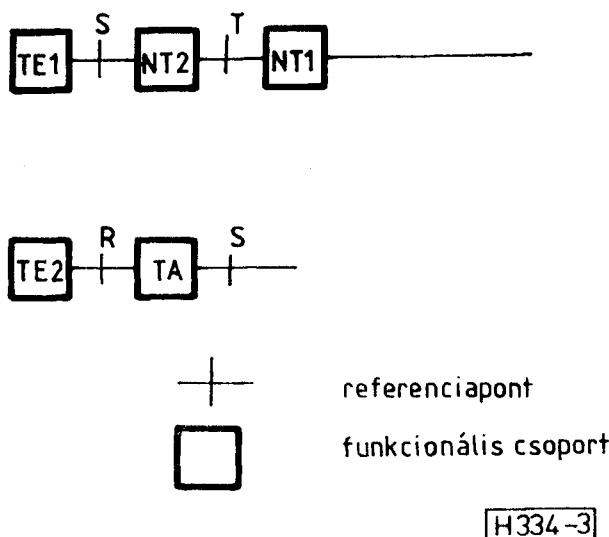 S T
TE1 NT2 NT1
R S
TE2 TA
referenciapont
funkcionális csoport
H334-3